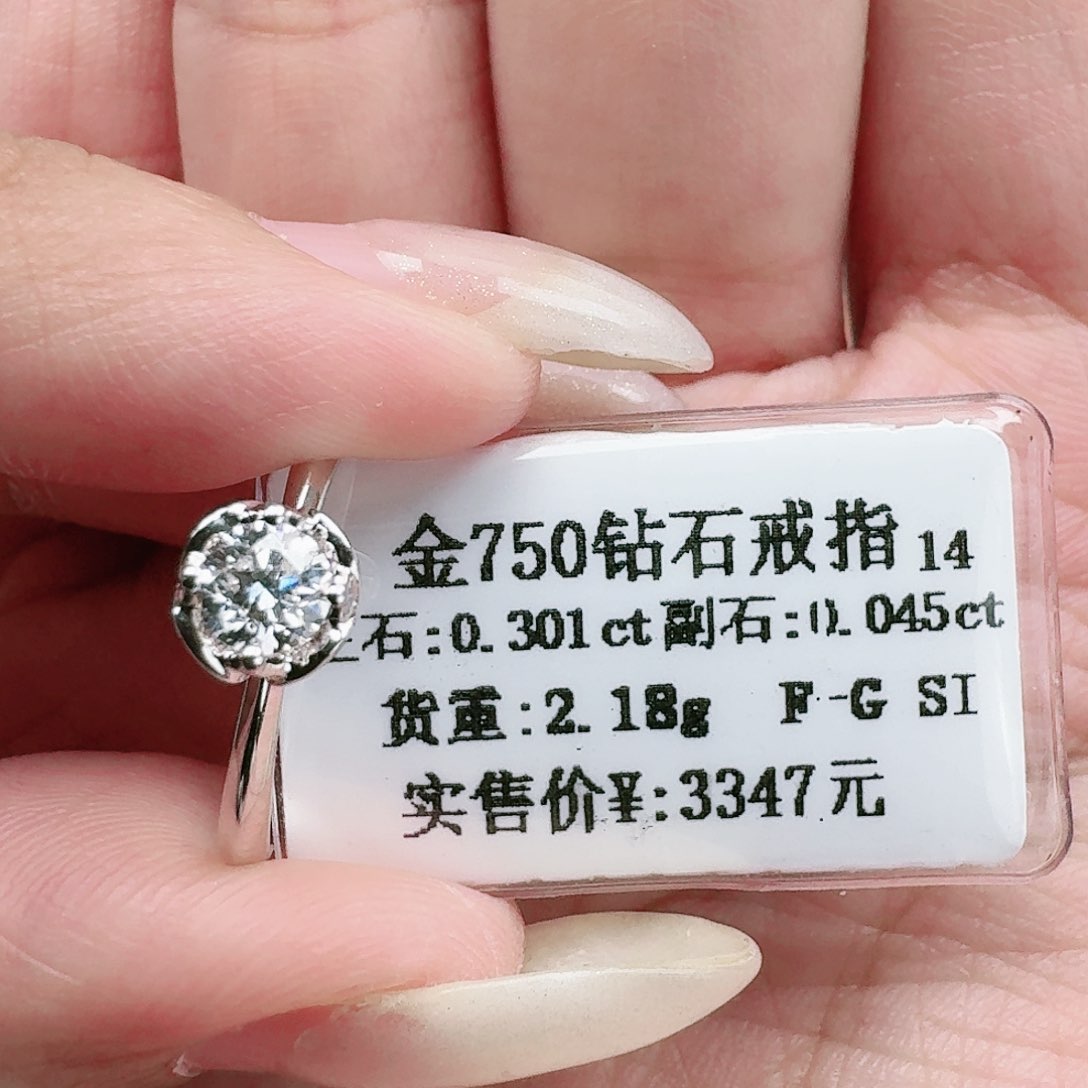 金750钻石戒指 14
石:0.301ct 副石:0.045ct
货重:2.18g F-G SI
实售价¥:3347元